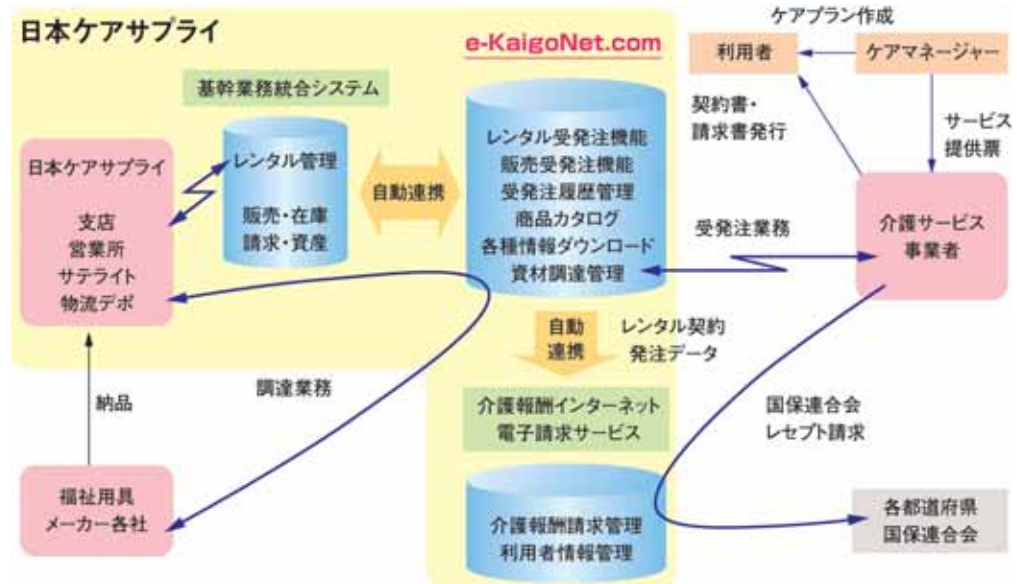 日本ケアサプライ
e-KaigoNet.com
基幹業務統合システム
日本ケアサプライ
支店
営業所
サテライト
物流デポ
レンタル管理
販売・在庫
請求・資産
自動連携
レンタル受発注機能
販売受発注機能
受発注履歴管理
商品カタログ
各種情報ダウンロード
資材調達管理
ケアプラン作成
利用者
ケアマネージャー
契約書・
請求書発行
サービス
提供票
受発注業務
介護サービス
事業者
自動
連携
レンタル契約
発注データ
納品
調達業務
介護報酬インターネット
電子請求サービス
国保連合会
レセプト請求
福祉用具
メーカー各社
介護報酬請求管理
利用者情報管理
各都道府県
国保連合会